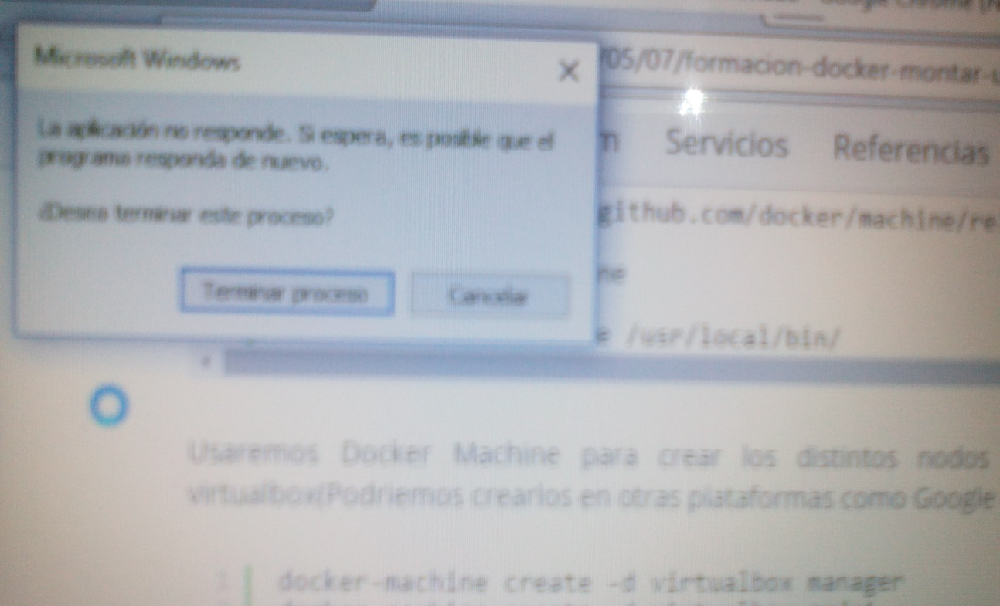 Google Chrome
Microsoft Windows
/05/07/formacion-docker-montar-
La aplicación no responde. Si espera, es posible que el
programa responda de nuevo.
Servicios Referencias
¿Desea terminar este proceso?
github.com/docker/machine/re
Terminar proceso Cancelar
/usr/local/bin/
Usaremos Docker Machine para crear los distintos nodos
virtualbox(Podriemos crearlos en otras plataformas como Google
1 docker-machine create -d virtualbox manager